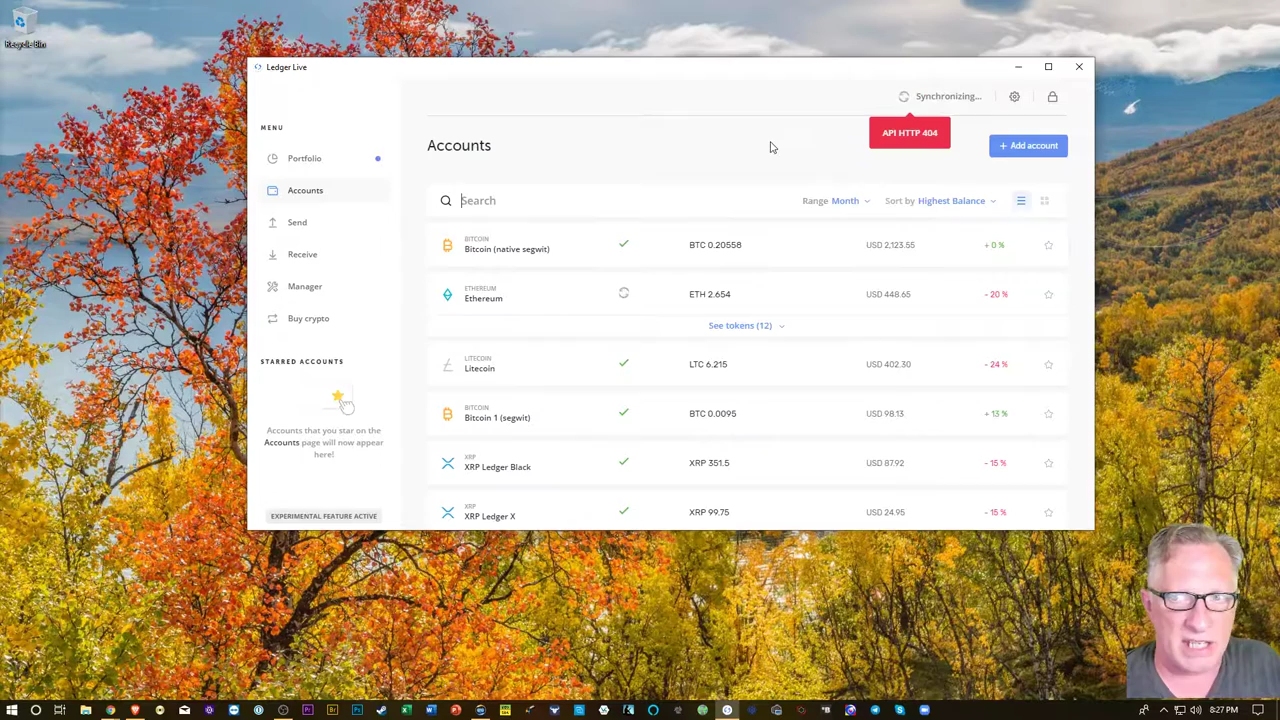 Recycle Bin
Ledger Live
Synchronizing...
API HTTP 404
MENU
Portfolio
Accounts
Send
Receive
Manager
Buy crypto
STARRED ACCOUNTS
Accounts that you star on the
Accounts page will now appear
here!
EXPERIMENTAL FEATURE ACTIVE
Accounts
+ Add account
Search
Range Month
Sort by Highest Balance
BITCOIN
Bitcoin (native segwit)
BTC 0.20558
USD 2,123.55
+ 0 %
ETHEREUM
Ethereum
ETH 2.654
USD 448.65
- 20 %
See tokens (12)
LITECOIN
Litecoin
LTC 6.215
USD 402.30
- 24 %
BITCOIN
Bitcoin 1 (segwit)
BTC 0.0095
USD 98.13
+ 13 %
XRP
XRP Ledger Black
XRP 351.5
USD 87.92
- 15 %
XRP
XRP Ledger X
XRP 99.75
USD 24.95
- 15 %
8:27 PM